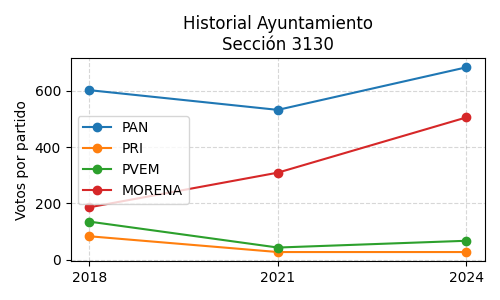 Historial Ayuntamiento
Sección 3130
Votos por partido
600
400
200
0
PAN
PRI
PVEM
MORENA
2018
2021
2024